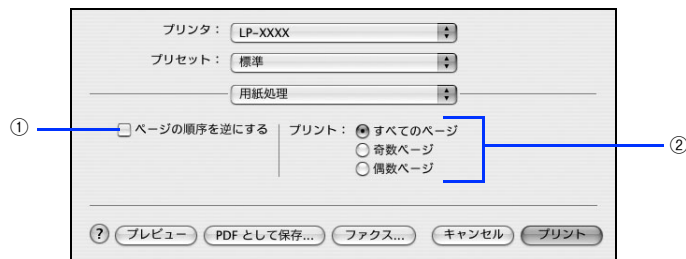 プリンタ： LP-XXXX
プリセット： 標準
用紙処理
① ページの順序を逆にする プリント： すべてのページ
奇数ページ
偶数ページ
②
? プレビュー PDF として保存... ファクス... キャンセル プリント